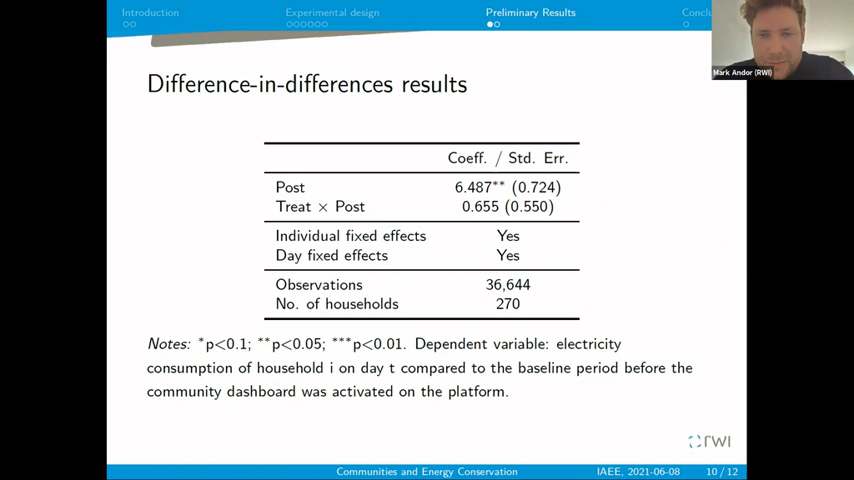 Introduction
Experimental design
Preliminary Results
Mark Andor (RWI)
Difference-in-differences results
Coeff. / Std. Err.
Post 6.487** (0.724)
Treat × Post 0.655 (0.550)
Individual fixed effects Yes
Day fixed effects Yes
Observations 36,644
No. of households 270
Notes: *p<0.1; **p<0.05; ***p<0.01. Dependent variable: electricity
consumption of household i on day t compared to the baseline period before the
community dashboard was activated on the platform.
RWI
Communities and Energy Conservation IAEE, 2021-06-08 10 / 12